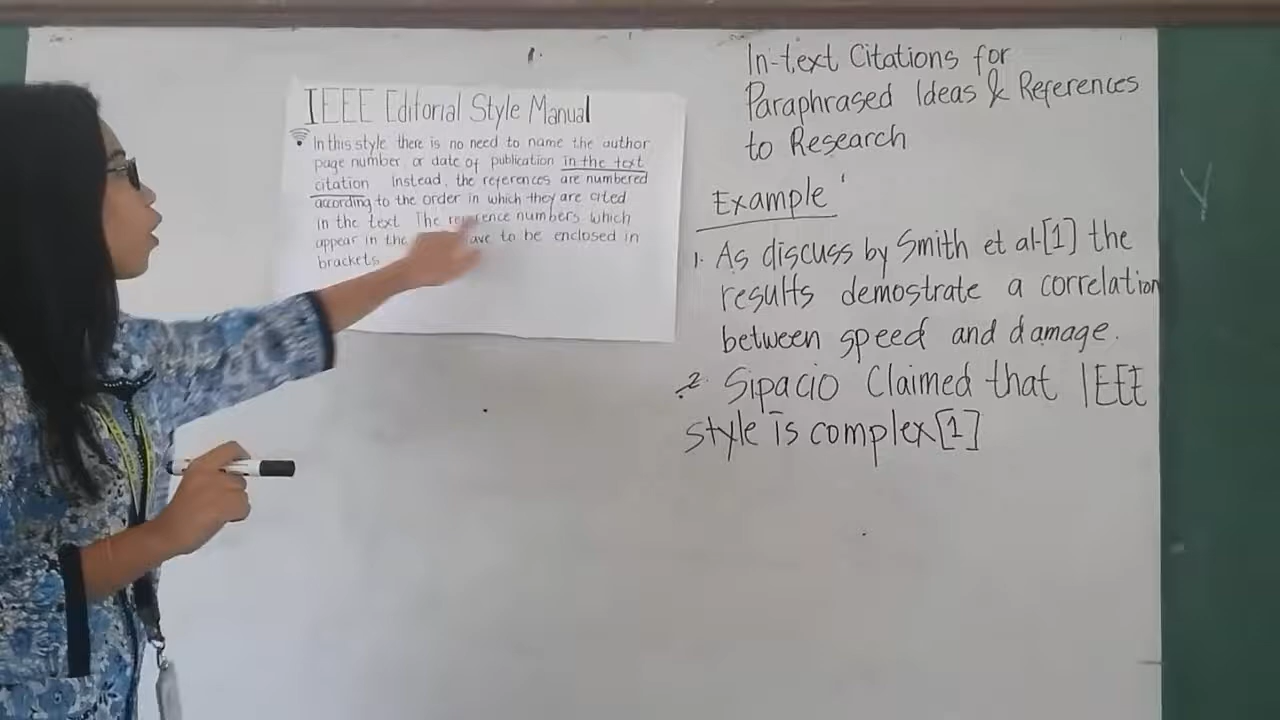 IEEE Editorial Style Manual
In this style there is no need to name the author
page number or date of publication in the text
citation Instead, the references are numbered
according to the order in which they are cited
in the text The reference numbers which
appear in the to be enclosed in
brackets
In-text Citations for
Paraphrased Ideas & References
to Research
Example
1. As discuss by Smith et al.[1] the
results demostrate a correlation
between speed and damage.
2. Sipacio Claimed that IEEE
style is complex[1]